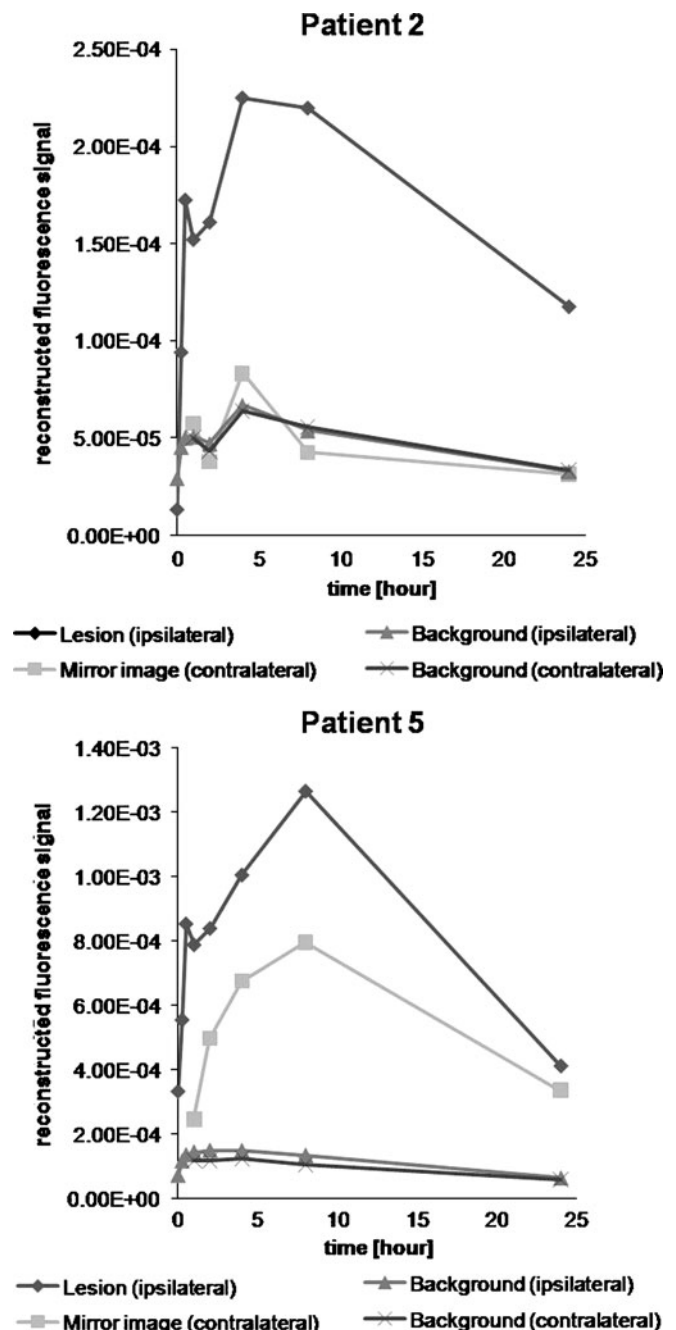 Patient 2
2.50E-04
2.00E-04
1.50E-04
1.00E-04
5.00E-05
0.00E+00
reconstructed fluorescence signal
0 5 10 15 20 25
time [hour]
Lesion (ipsilateral) Background (ipsilateral)
Mirror image (contralateral) Background (contralateral)
Patient 5
1.40E-03
1.20E-03
1.00E-03
8.00E-04
6.00E-04
4.00E-04
2.00E-04
0.00E+00
reconstructed fluorescence signal
0 5 10 15 20 25
time [hour]
Lesion (ipsilateral) Background (ipsilateral)
Mirror image (contralateral) Background (contralateral)